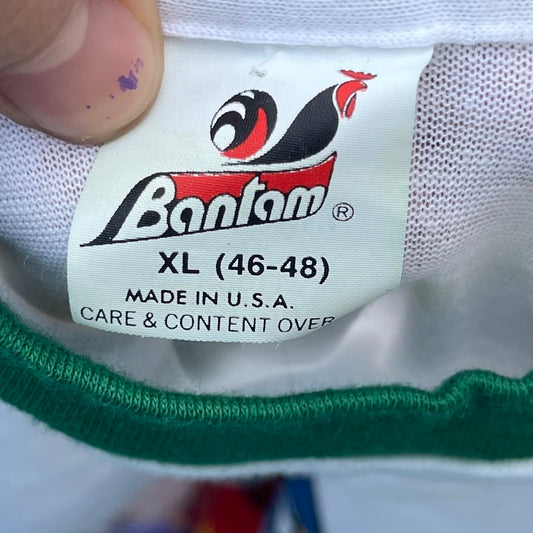 Bantam ®
XL (46-48)
MADE IN U.S.A.
CARE & CONTENT OVER